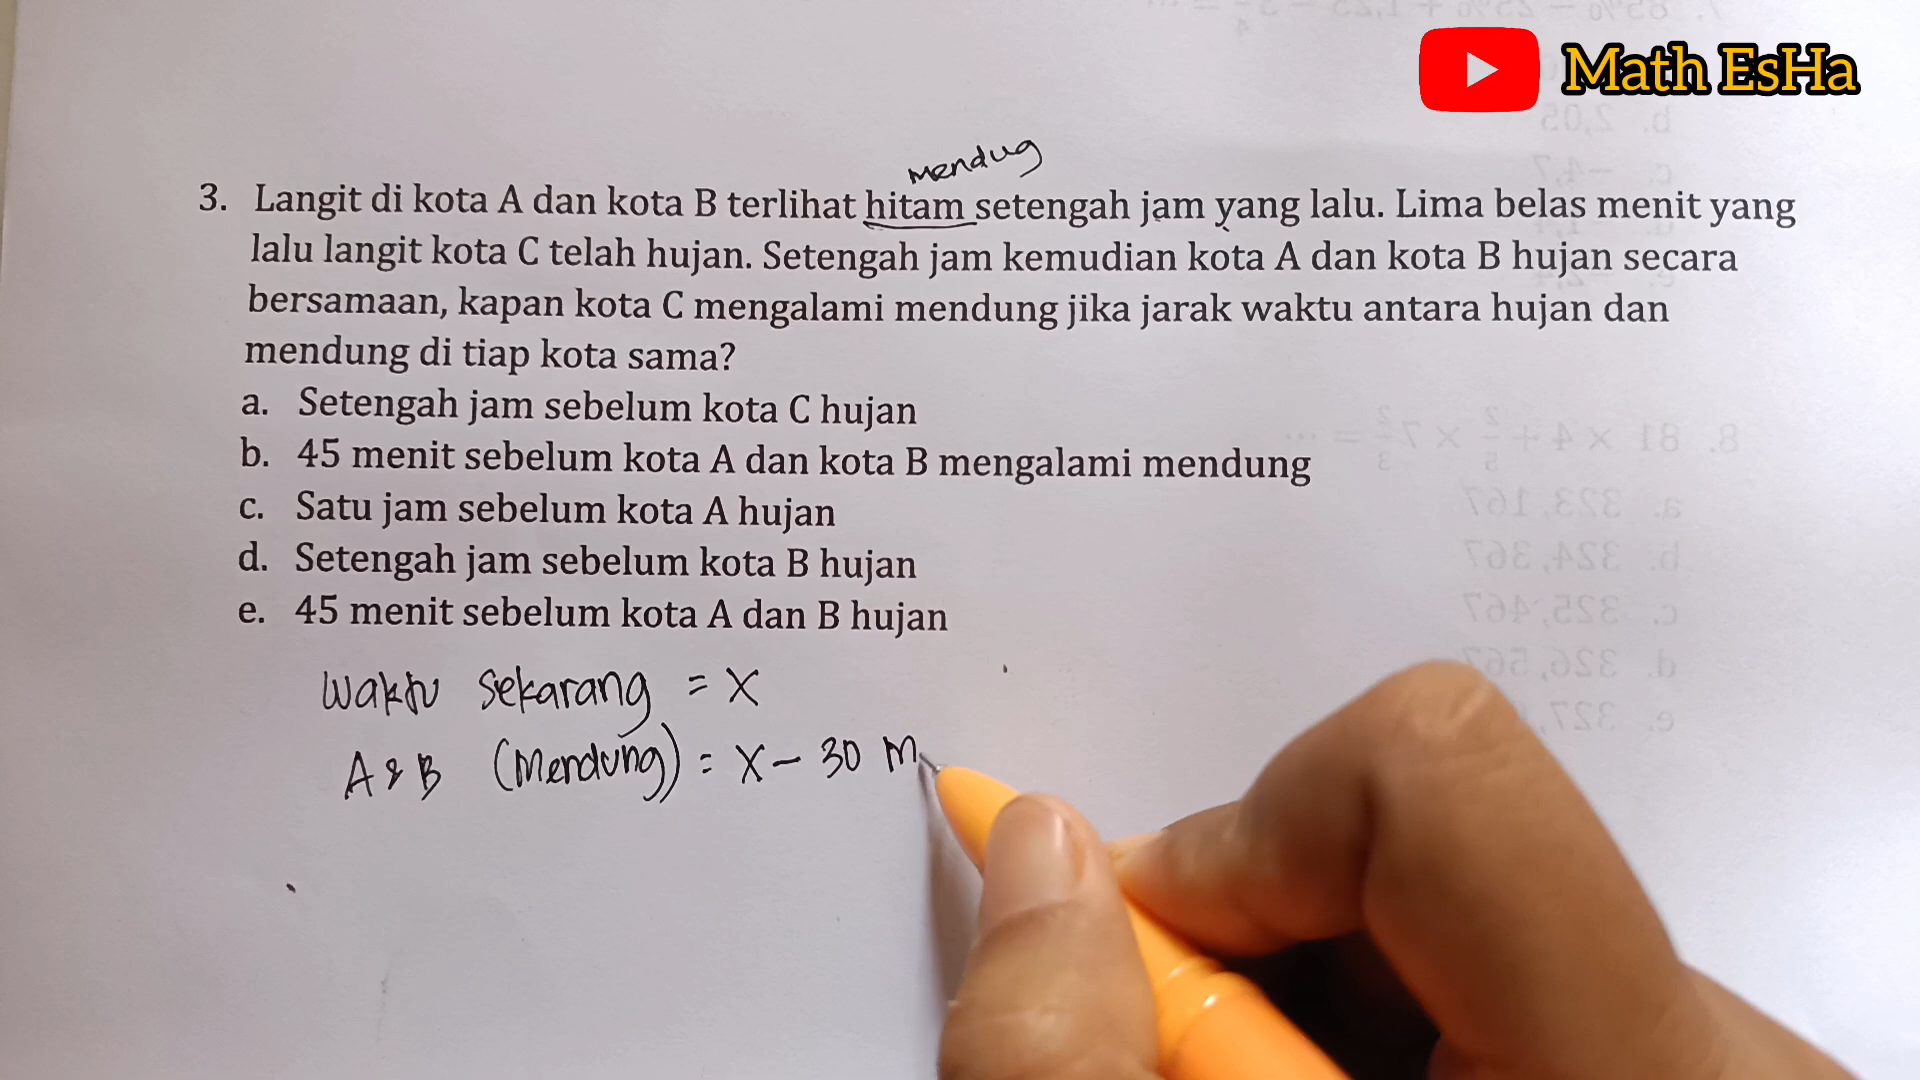 Math EsHa
mendug
3. Langit di kota A dan kota B terlihat hitam setengah jam yang lalu. Lima belas menit yang
lalu langit kota C telah hujan. Setengah jam kemudian kota A dan kota B hujan secara
bersamaan, kapan kota C mengalami mendung jika jarak waktu antara hujan dan
mendung di tiap kota sama?
a. Setengah jam sebelum kota C hujan
b. 45 menit sebelum kota A dan kota B mengalami mendung
c. Satu jam sebelum kota A hujan
d. Setengah jam sebelum kota B hujan
e. 45 menit sebelum kota A dan B hujan
Waktu sekarang = X
A & B (Mendung) = X - 30 M